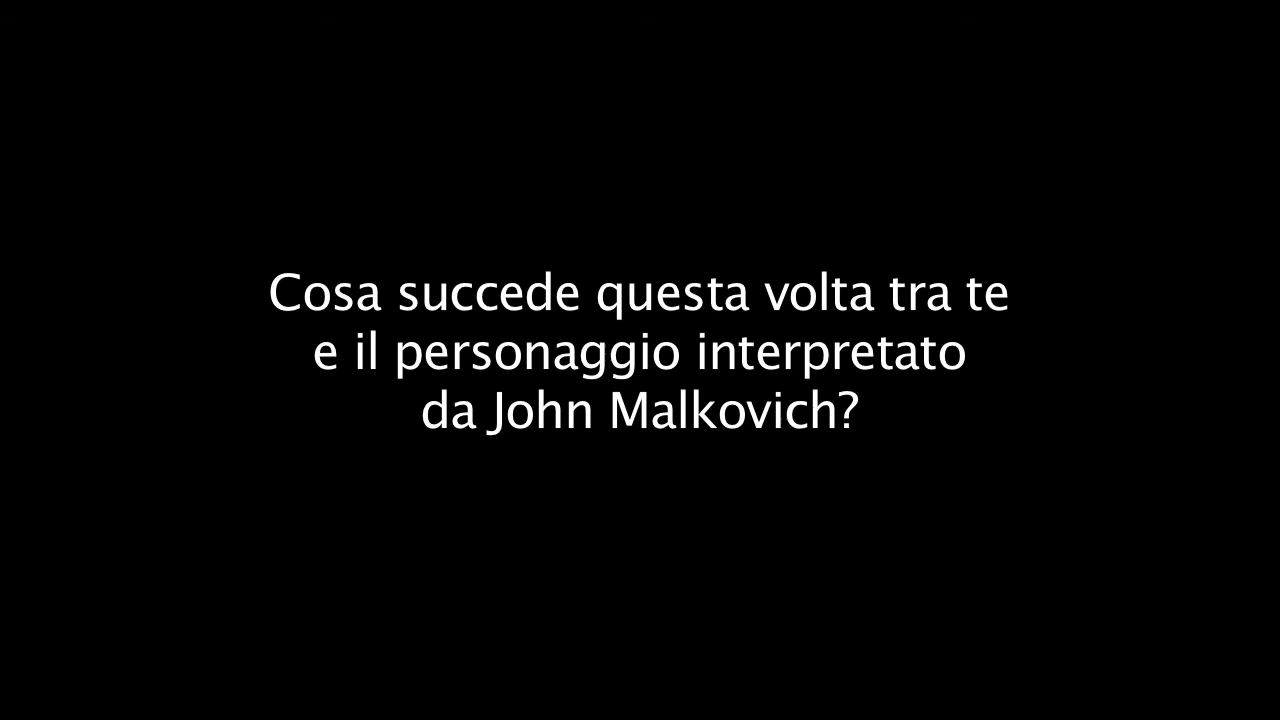 Cosa succede questa volta tra te
e il personaggio interpretato
da John Malkovich?